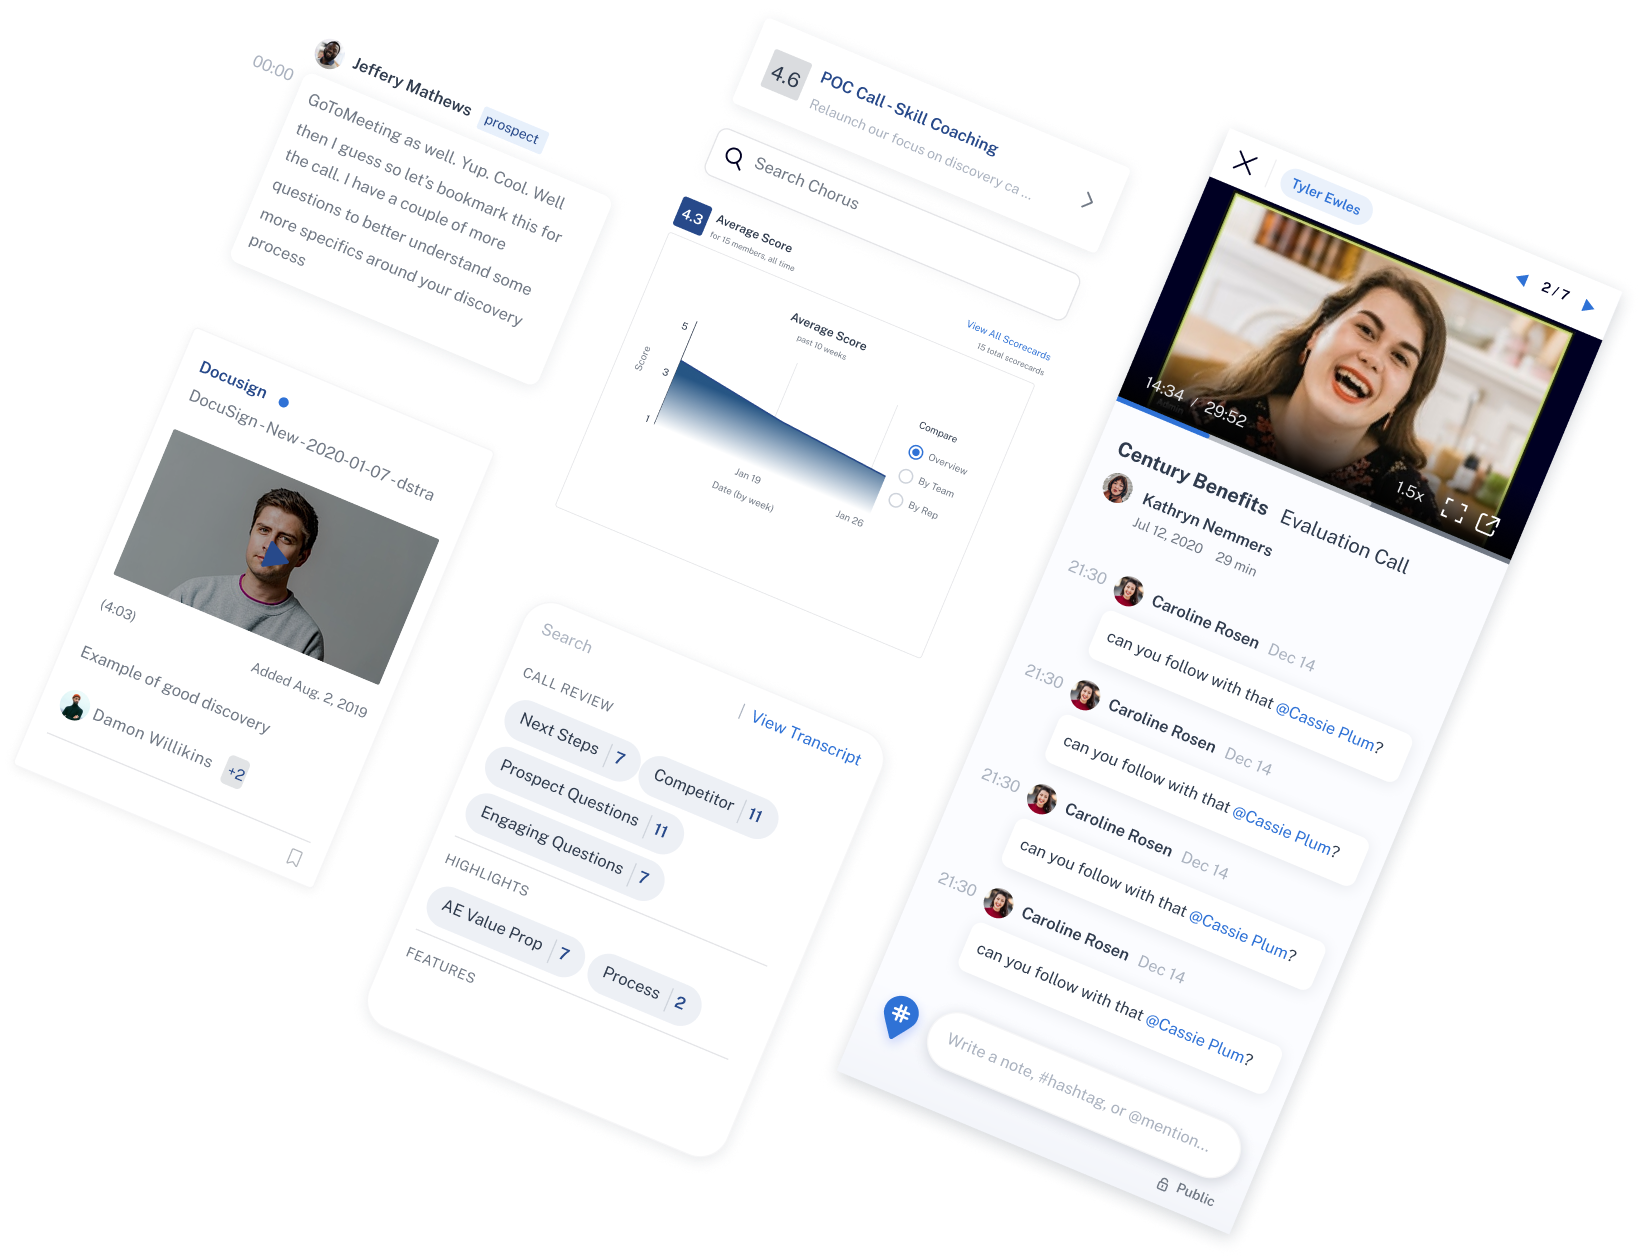 00:00
Jeffery Mathews prospect
GoToMeeting as well. Yup. Cool. Well
then I guess so let's bookmark this for
the call. I have a couple of more
questions to better understand some
more specifics around your discovery
process
Docusign
DocuSign - New - 2020-01-07 - dstra
(4:03)
Added Aug. 2, 2019
Example of good discovery
Damon Willikins +2
4.6 POC Call - Skill Coaching
Relaunch our focus on discovery ca ...
Search Chorus
4.3 Average Score
for 15 members, all time
View All Scorecards
15 total scorecards
Average Score
past 10 weeks
Score
5
3
1
Jan 19
Jan 26
Date (by week)
Compare
Overview
By Team
By Rep
Search
| View Transcript
CALL REVIEW
Next Steps | 7
Competitor | 11
Prospect Questions | 11
Engaging Questions | 7
HIGHLIGHTS
AE Value Prop | 7
Process | 2
FEATURES
Tyler Ewles
2 / 7
14:34 / 29:52
1.5x
Century Benefits Evaluation Call
Kathryn Nemmers
Jul 12, 2020 29 min
21:30 Caroline Rosen Dec 14
can you follow with that @Cassie Plum?
21:30 Caroline Rosen Dec 14
can you follow with that @Cassie Plum?
21:30 Caroline Rosen Dec 14
can you follow with that @Cassie Plum?
21:30 Caroline Rosen Dec 14
can you follow with that @Cassie Plum?
#
Write a note, #hashtag, or @mention...
Public